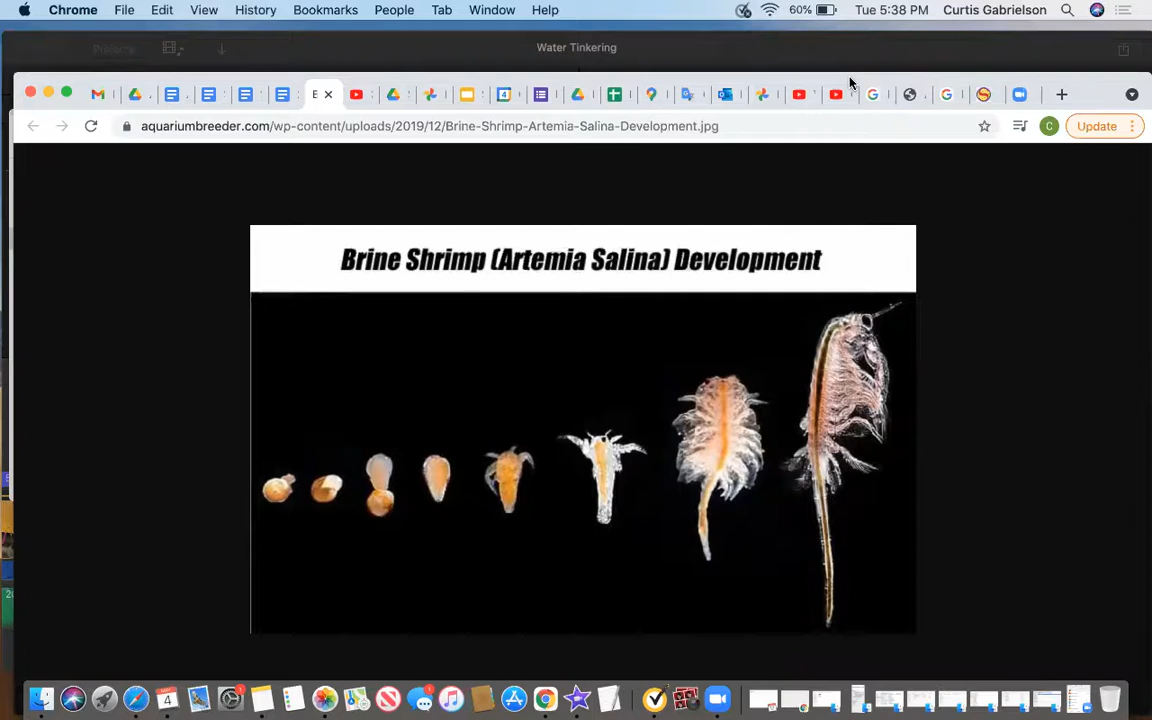 Chrome File Edit View History Bookmarks People Tab Window Help 60% Tue 5:38 PM Curtis Gabrielson
Projects Water Tinkering
E
aquariumbreeder.com/wp-content/uploads/2019/12/Brine-Shrimp-Artemia-Salina-Development.jpg C Update
Brine Shrimp (Artemia Salina) Development